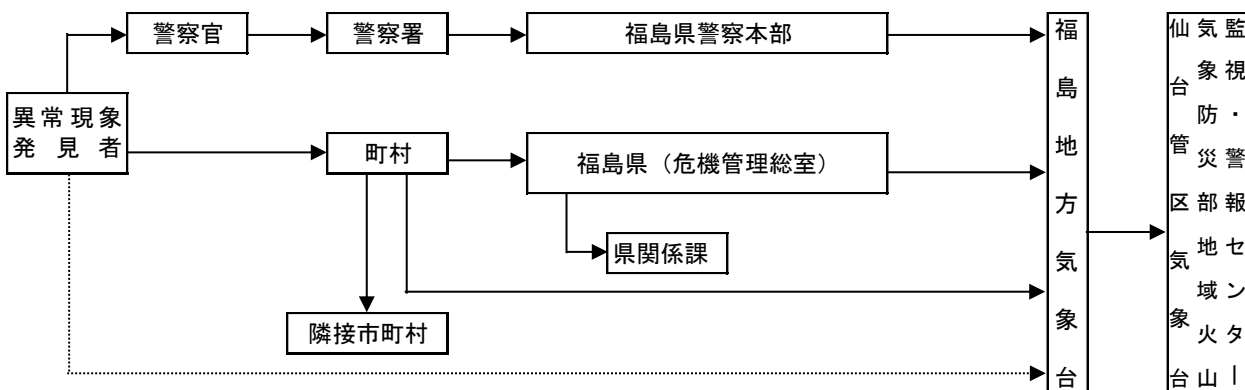 警察官
警察署
福島県警察本部
異常現象
発見者
町村
福島県（危機管理総室）
県関係課
隣接市町村
福島地方気象台
仙台管区気象台
気象防災部地域火山
監視・警報センター